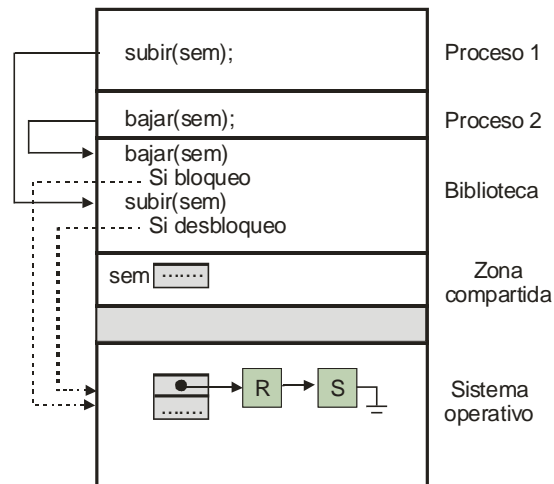 subir(sem);
Proceso 1
bajar(sem);
Proceso 2
bajar(sem)
Si bloqueo
subir(sem)
Si desbloqueo
Biblioteca
sem .......
Zona
compartida
R
S
.......
Sistema
operativo